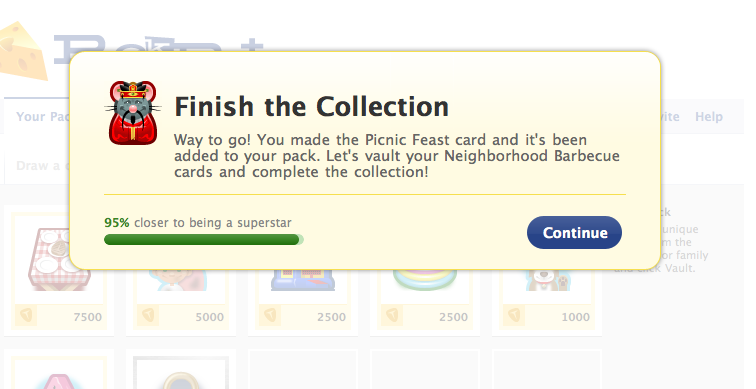 Your Pac
vite
Help
Finish the Collection
Way to go! You made the Picnic Feast card and it's been
added to your pack. Let's vault your Neighborhood Barbecue
cards and complete the collection!
95% closer to being a superstar
Continue
Draw a
ck
unique
m the
or family
and click Vault.
7500
5000
2500
2500
1000